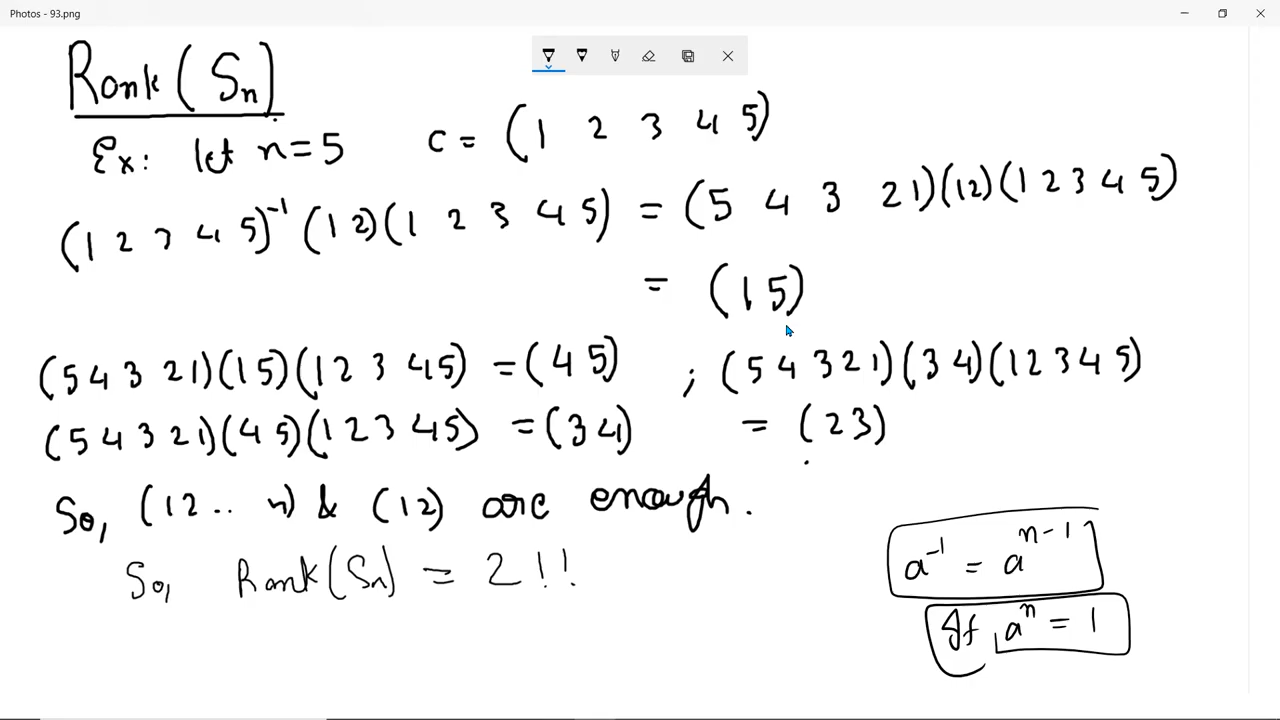 Photos - 93.png
Rank(Sn)
Ex: let n=5 c = (1 2 3 4 5)
(1 2 3 4 5)⁻¹ (1 2)(1 2 3 4 5) = (5 4 3 2 1)(12)(1 2 3 4 5)
= (1 5)
(5 4 3 2 1)(1 5)(1 2 3 4 5) = (4 5) ; (5 4 3 2 1)(3 4)(1 2 3 4 5)
(5 4 3 2 1)(4 5)(1 2 3 4 5) = (3 4) = (2 3)
So, (1 2 .. n) & (12) are enough.
So, Rank(Sn) = 2!!
a⁻¹ = aⁿ⁻¹
If aⁿ = 1